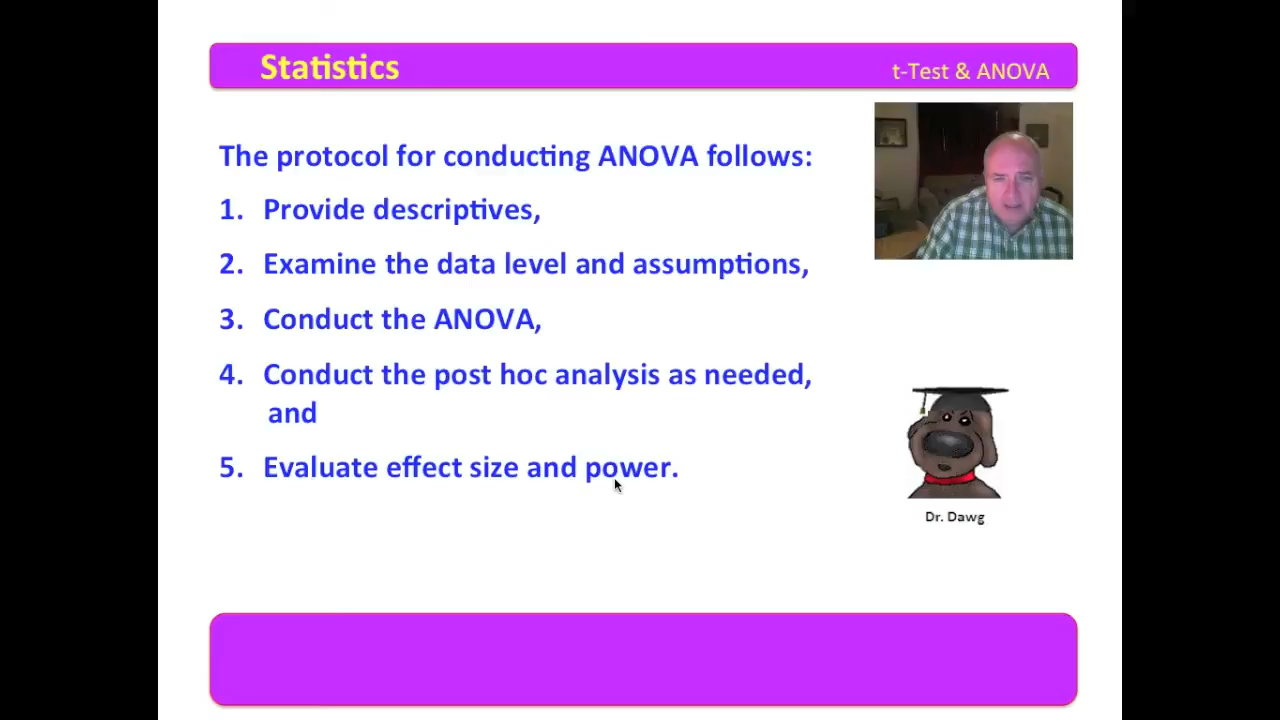 Statistics
t-Test & ANOVA
The protocol for conducting ANOVA follows:
1. Provide descriptives,
2. Examine the data level and assumptions,
3. Conduct the ANOVA,
4. Conduct the post hoc analysis as needed,
and
5. Evaluate effect size and power.
Dr. Dawg